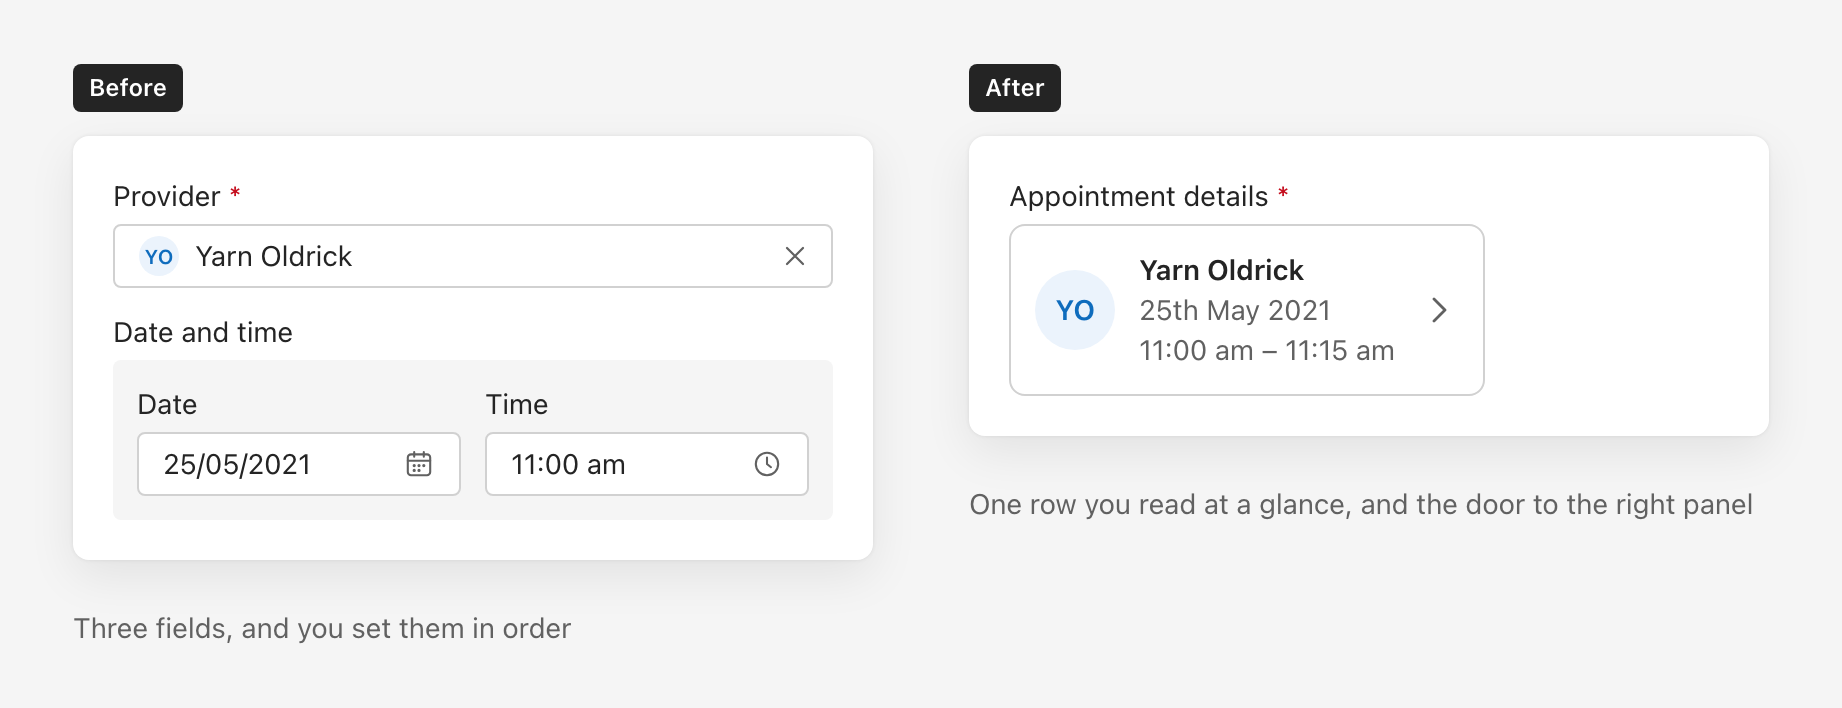 Before
Provider *
YO Yarn Oldrick
Date and time
Date Time
25/05/2021 11:00 am
Three fields, and you set them in order
After
Appointment details *
YO
Yarn Oldrick
25th May 2021
11:00 am – 11:15 am
One row you read at a glance, and the door to the right panel